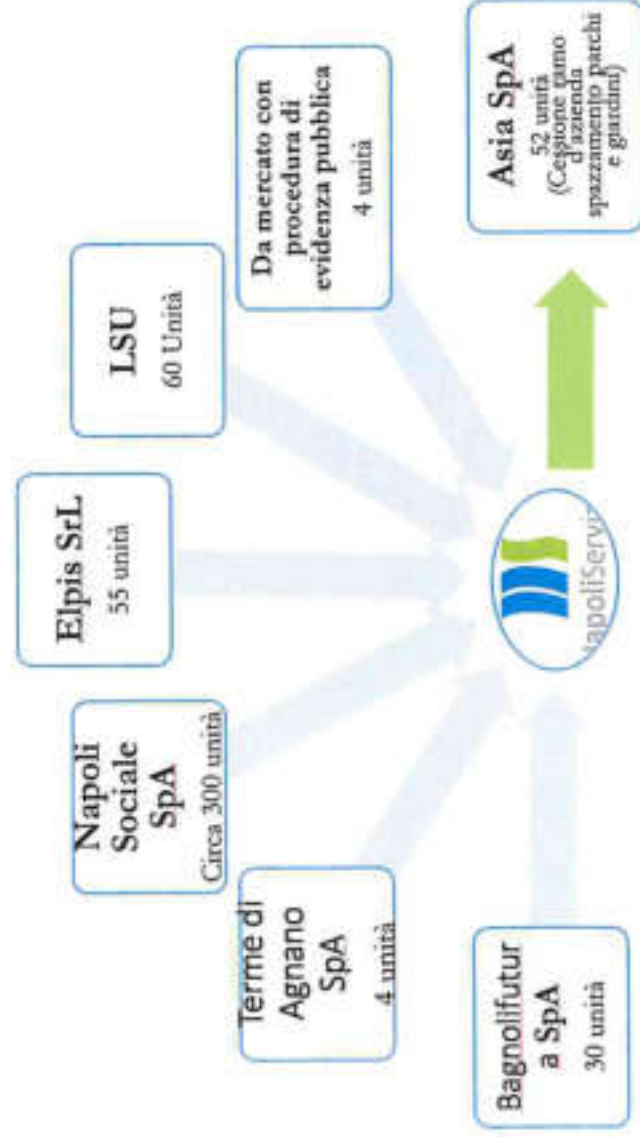 Bagnolifutur
a SpA
30 unità
Terme di
Agnano
SpA
4 unità
Napoli
Sociale
SpA
Circa 300 unità
Elpis SrL
55 unità
LSU
60 Unità
Da mercato con
procedura di
evidenza pubblica
4 unità
Asia SpA
52 unità
(Cessione ramo
d'azienda
spazzamento parchi
e giardini)
NapoliServi